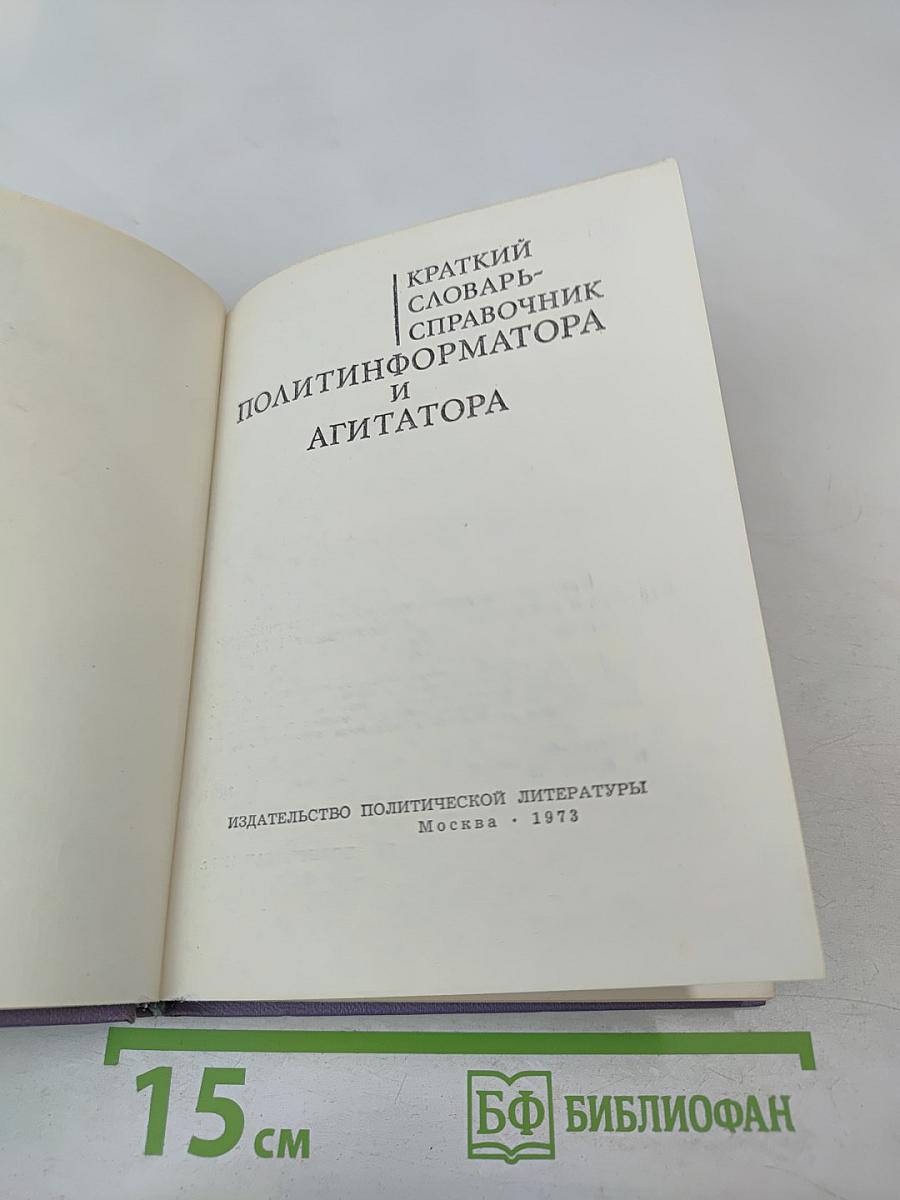 КРАТКИЙ
СЛОВАРЬ-
СПРАВОЧНИК
ПОЛИТИНФОРМАТОРА
И
АГИТАТОРА
ИЗДАТЕЛЬСТВО ПОЛИТИЧЕСКОЙ ЛИТЕРАТУРЫ
Москва · 1973
15 см
БФ БИБЛИОФАН